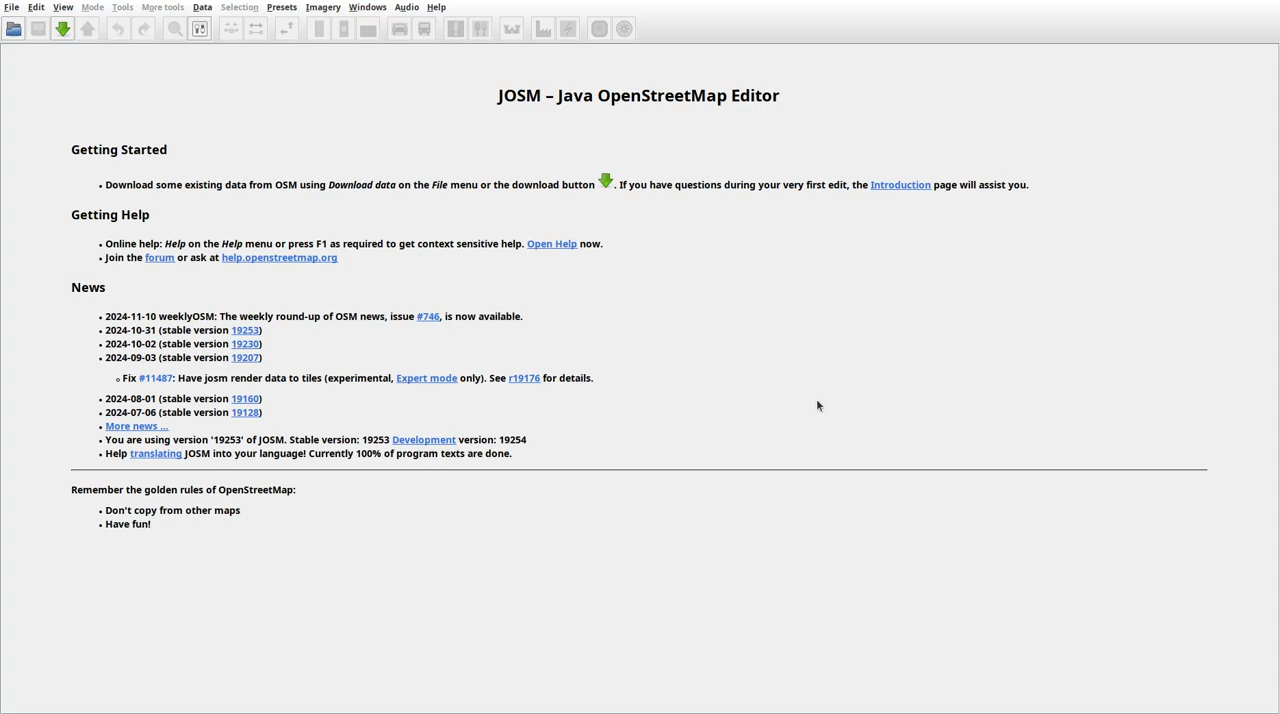 File Edit View Mode Tools More tools Data Selection Presets Imagery Windows Audio Help
JOSM – Java OpenStreetMap Editor
Getting Started
• Download some existing data from OSM using Download data on the File menu or the download button . If you have questions during your very first edit, the Introduction page will assist you.
Getting Help
• Online help: Help on the Help menu or press F1 as required to get context sensitive help. Open Help now.
• Join the forum or ask at help.openstreetmap.org
News
• 2024-11-10 weeklyOSM: The weekly round-up of OSM news, issue #746, is now available.
• 2024-10-31 (stable version 19253)
• 2024-10-02 (stable version 19230)
• 2024-09-03 (stable version 19207)
◦ Fix #11487: Have josm render data to tiles (experimental, Expert mode only). See r19176 for details.
• 2024-08-01 (stable version 19160)
• 2024-07-06 (stable version 19128)
• More news ...
• You are using version '19253' of JOSM. Stable version: 19253 Development version: 19254
• Help translating JOSM into your language! Currently 100% of program texts are done.
Remember the golden rules of OpenStreetMap:
• Don't copy from other maps
• Have fun!